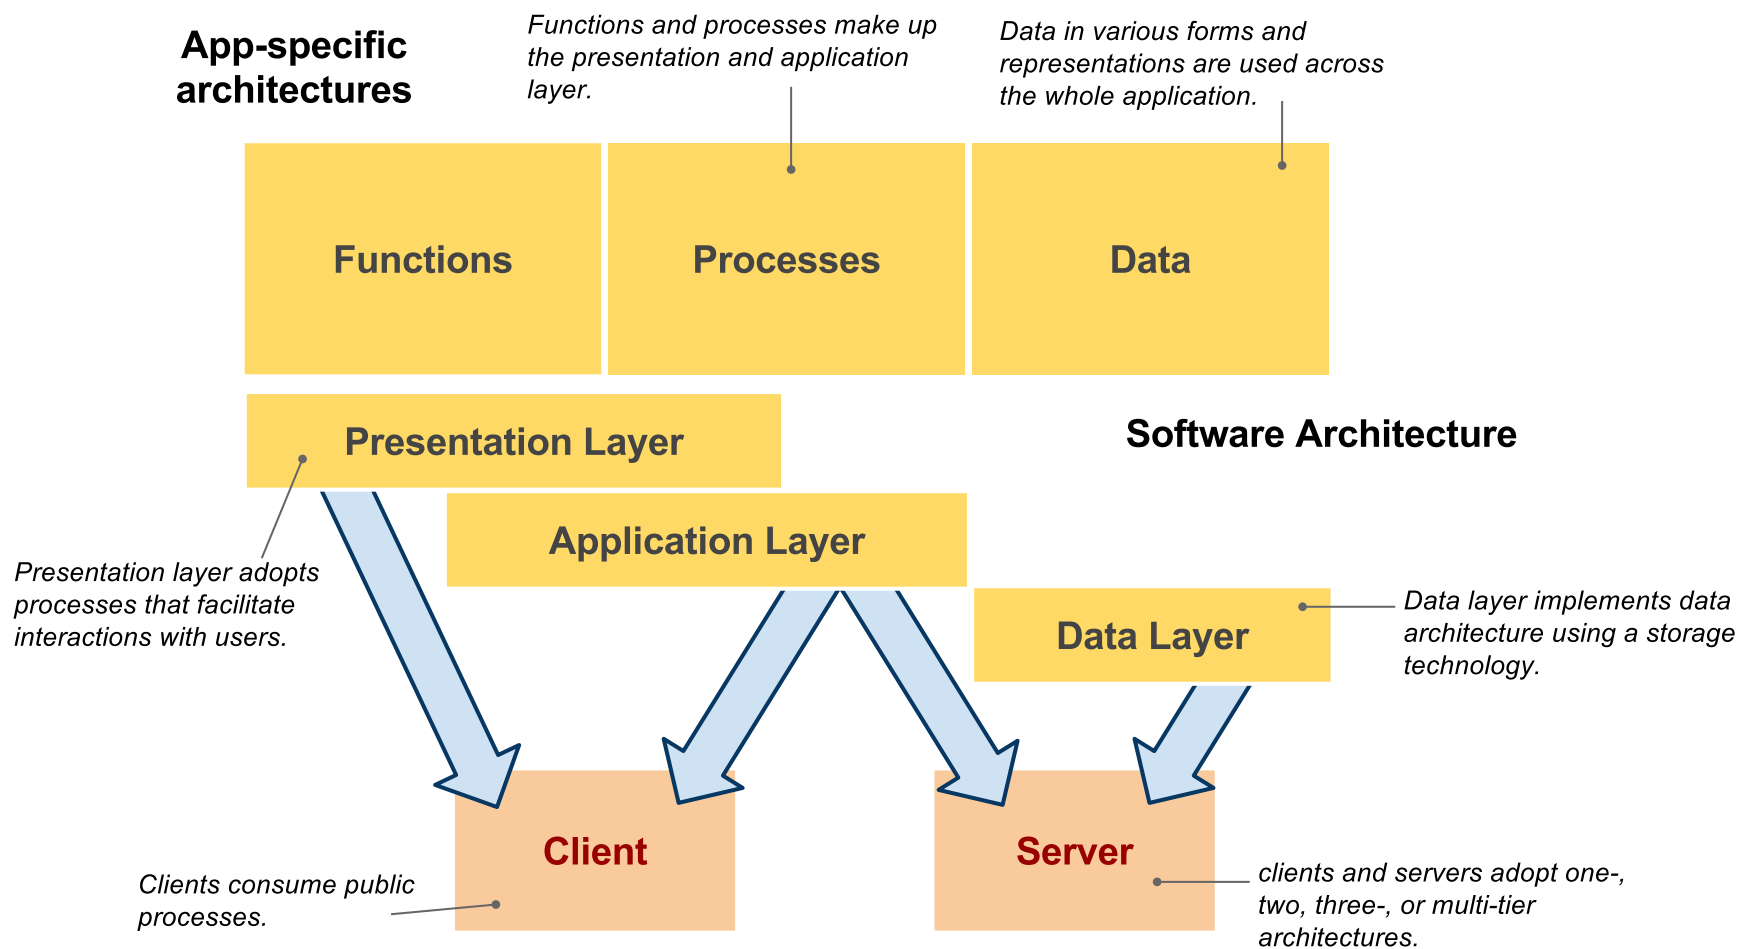 App-specific
architectures
Functions and processes make up
the presentation and application
layer.
Data in various forms and
representations are used across
the whole application.
Functions
Processes
Data
Presentation Layer
Software Architecture
Application Layer
Presentation layer adopts
processes that facilitate
interactions with users.
Data Layer
Data layer implements data
architecture using a storage
technology.
Client
Server
Clients consume public
processes.
clients and servers adopt one-,
two, three-, or multi-tier
architectures.